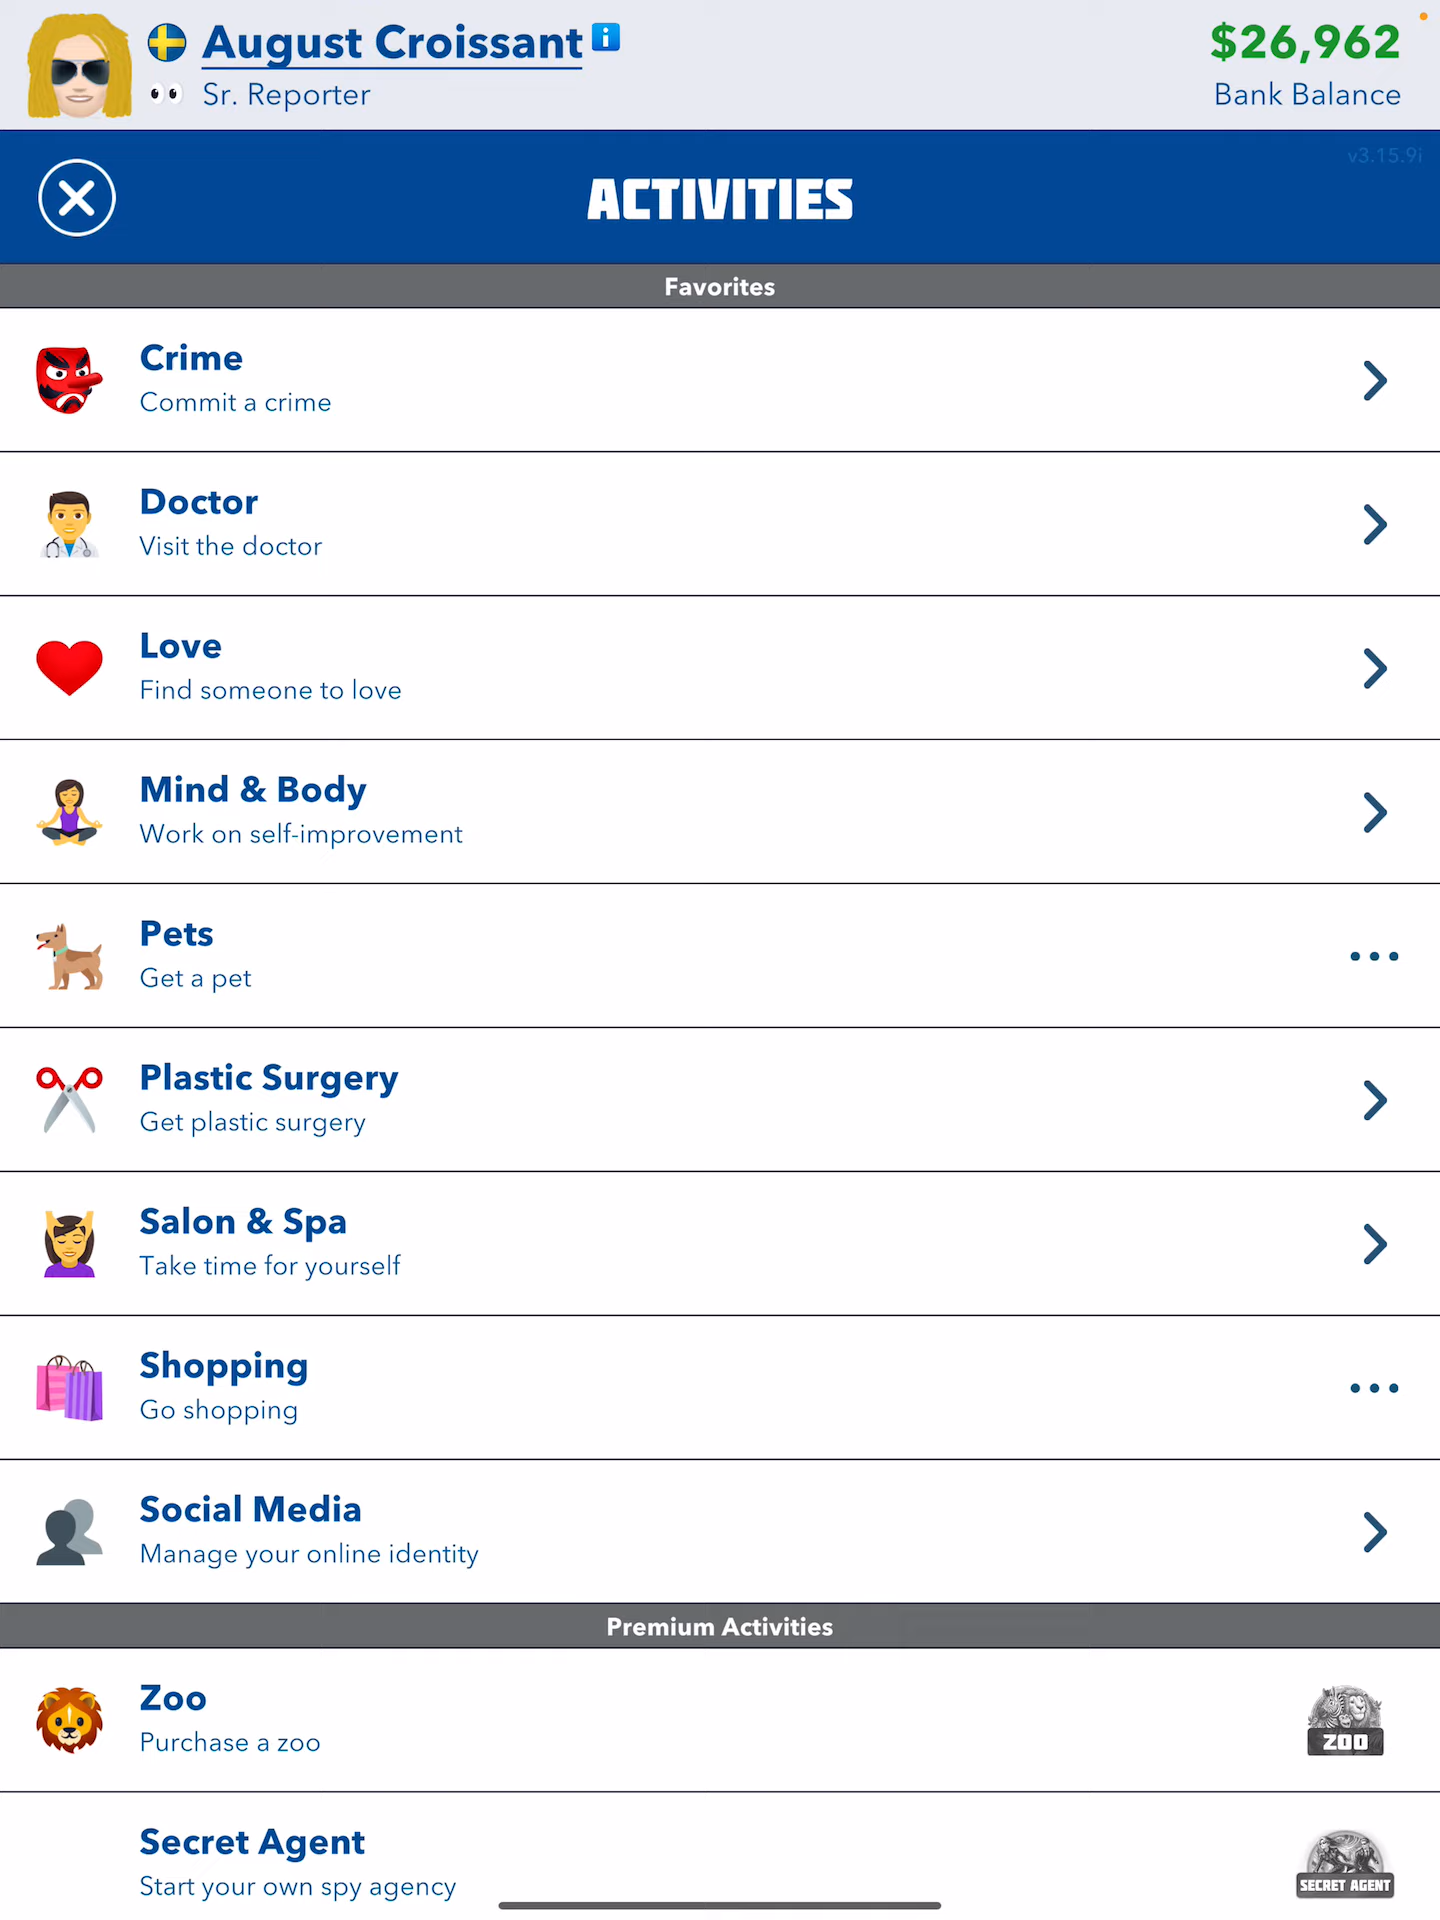 August Croissant i
Sr. Reporter
$26,962
Bank Balance
v3.15.9i
ACTIVITIES
Favorites
Crime
Commit a crime
Doctor
Visit the doctor
Love
Find someone to love
Mind & Body
Work on self-improvement
Pets
Get a pet
Plastic Surgery
Get plastic surgery
Salon & Spa
Take time for yourself
Shopping
Go shopping
Social Media
Manage your online identity
Premium Activities
Zoo
Purchase a zoo
ZOO
Secret Agent
Start your own spy agency
SECRET AGENT